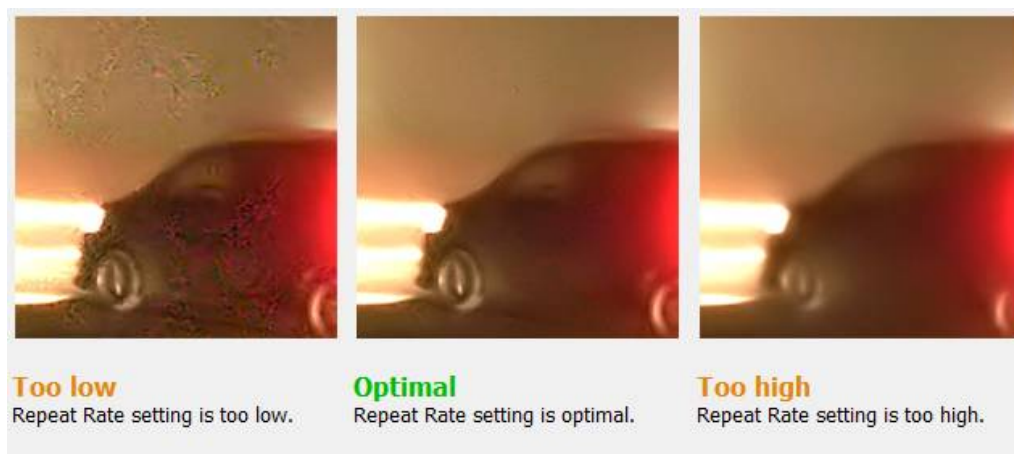 Too low
Repeat Rate setting is too low.
Optimal
Repeat Rate setting is optimal.
Too high
Repeat Rate setting is too high.